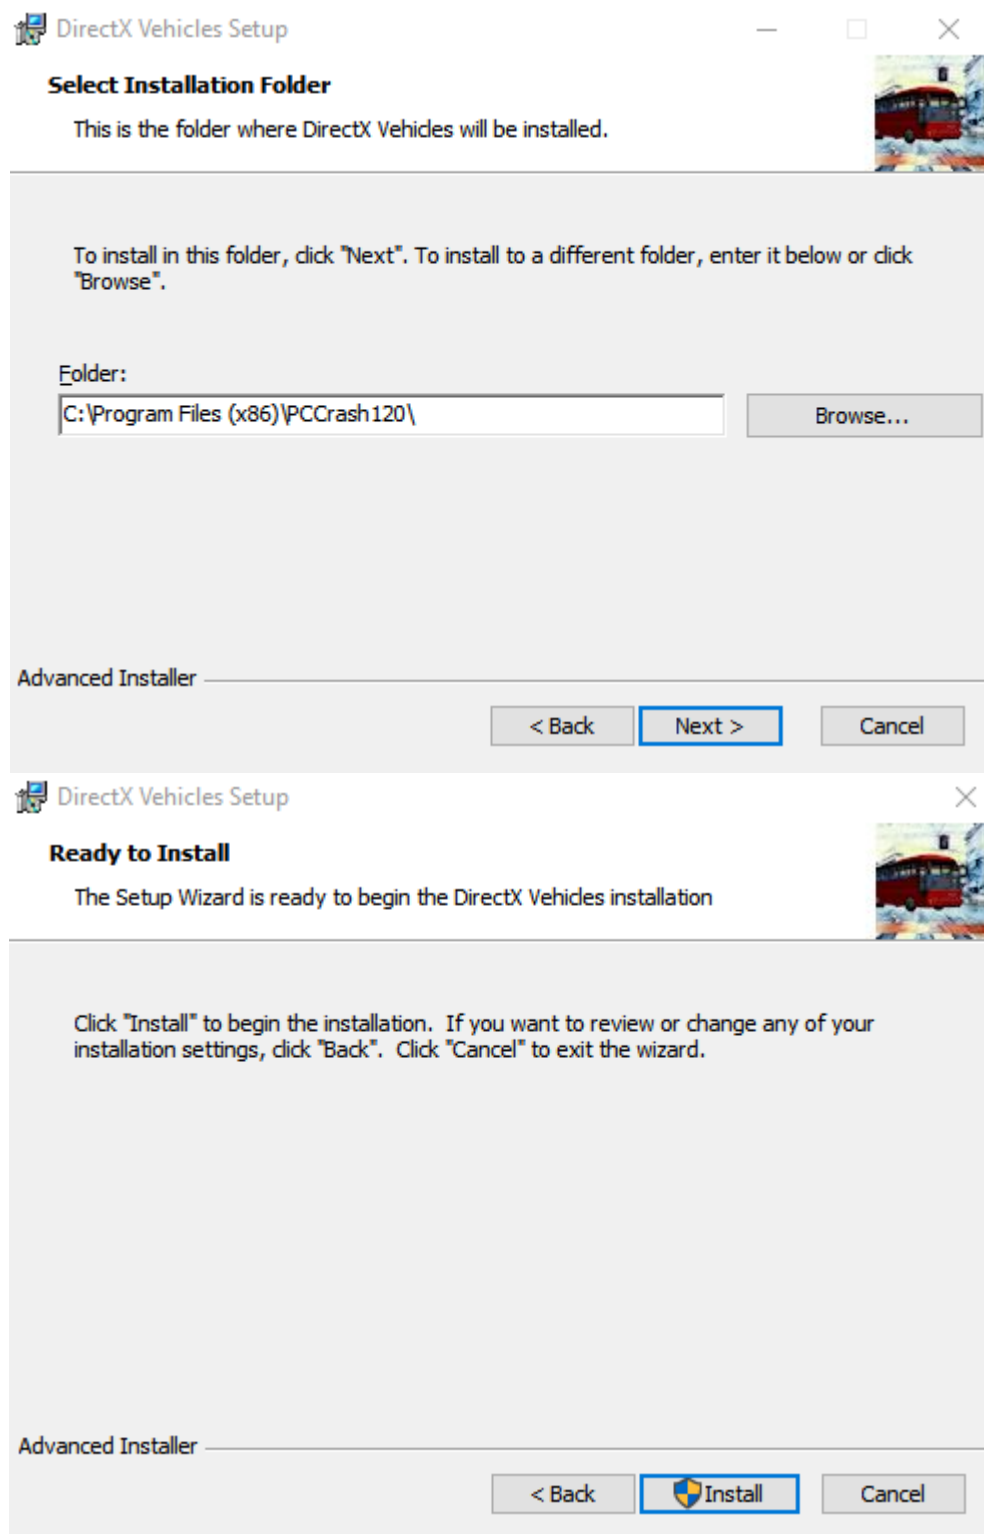 DirectX Vehicles Setup
Select Installation Folder
This is the folder where DirectX Vehicles will be installed.
To install in this folder, click "Next". To install to a different folder, enter it below or click
"Browse".
Folder:
C:\Program Files (x86)\PCCrash120\
Browse...
Advanced Installer
< Back
Next >
Cancel
DirectX Vehicles Setup
Ready to Install
The Setup Wizard is ready to begin the DirectX Vehicles installation
Click "Install" to begin the installation.  If you want to review or change any of your
installation settings, click "Back".  Click "Cancel" to exit the wizard.
Advanced Installer
< Back
Install
Cancel